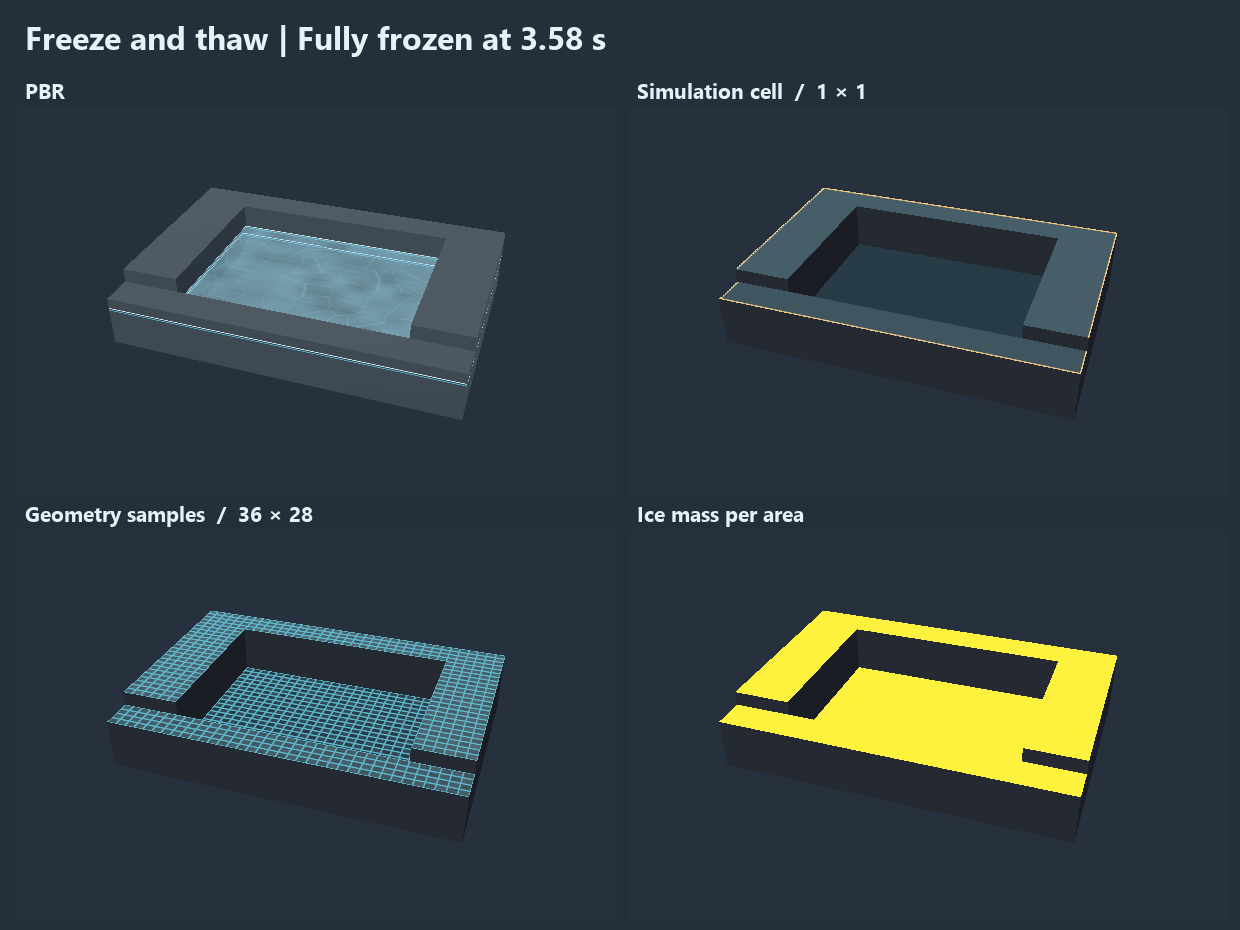 Freeze and thaw | Fully frozen at 3.58 s
PBR
Simulation cell / 1 × 1
Geometry samples / 36 × 28
Ice mass per area